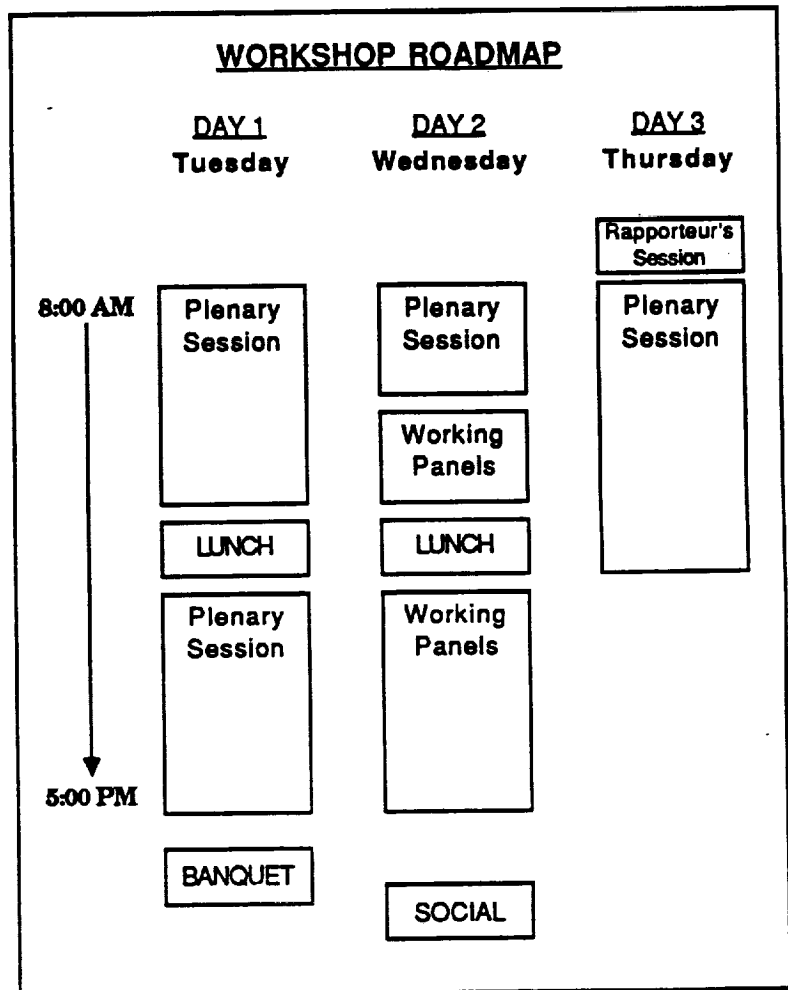 WORKSHOP ROADMAP
DAY 1
Tuesday
DAY 2
Wednesday
DAY 3
Thursday
Rapporteur's
Session
8:00 AM
Plenary
Session
Plenary
Session
Plenary
Session
Working
Panels
LUNCH
LUNCH
Plenary
Session
Working
Panels
5:00 PM
BANQUET
SOCIAL